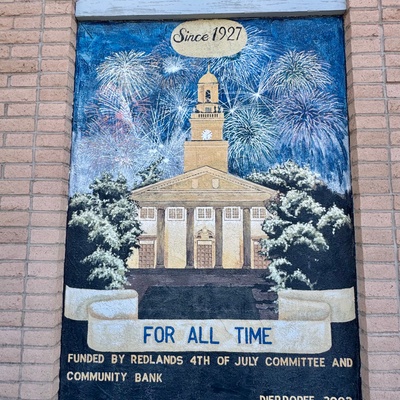 Since 1927
FOR ALL TIME
FUNDED BY REDLANDS 4TH OF JULY COMMITTEE AND
COMMUNITY BANK